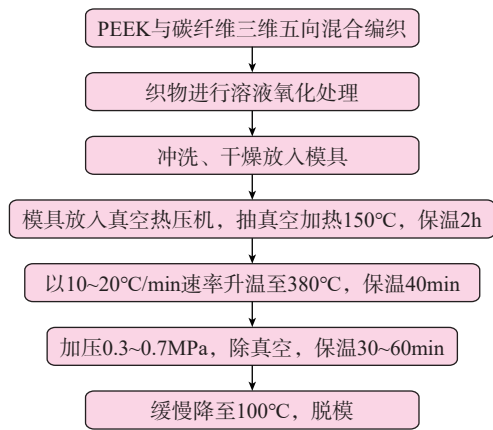 PEEK与碳纤维三维五向混合编织
织物进行溶液氧化处理
冲洗、干燥放入模具
模具放入真空热压机，抽真空加热150℃，保温2h
以10~20℃/min速率升温至380℃，保温40min
加压0.3~0.7MPa，除真空，保温30~60min
缓慢降至100℃，脱模